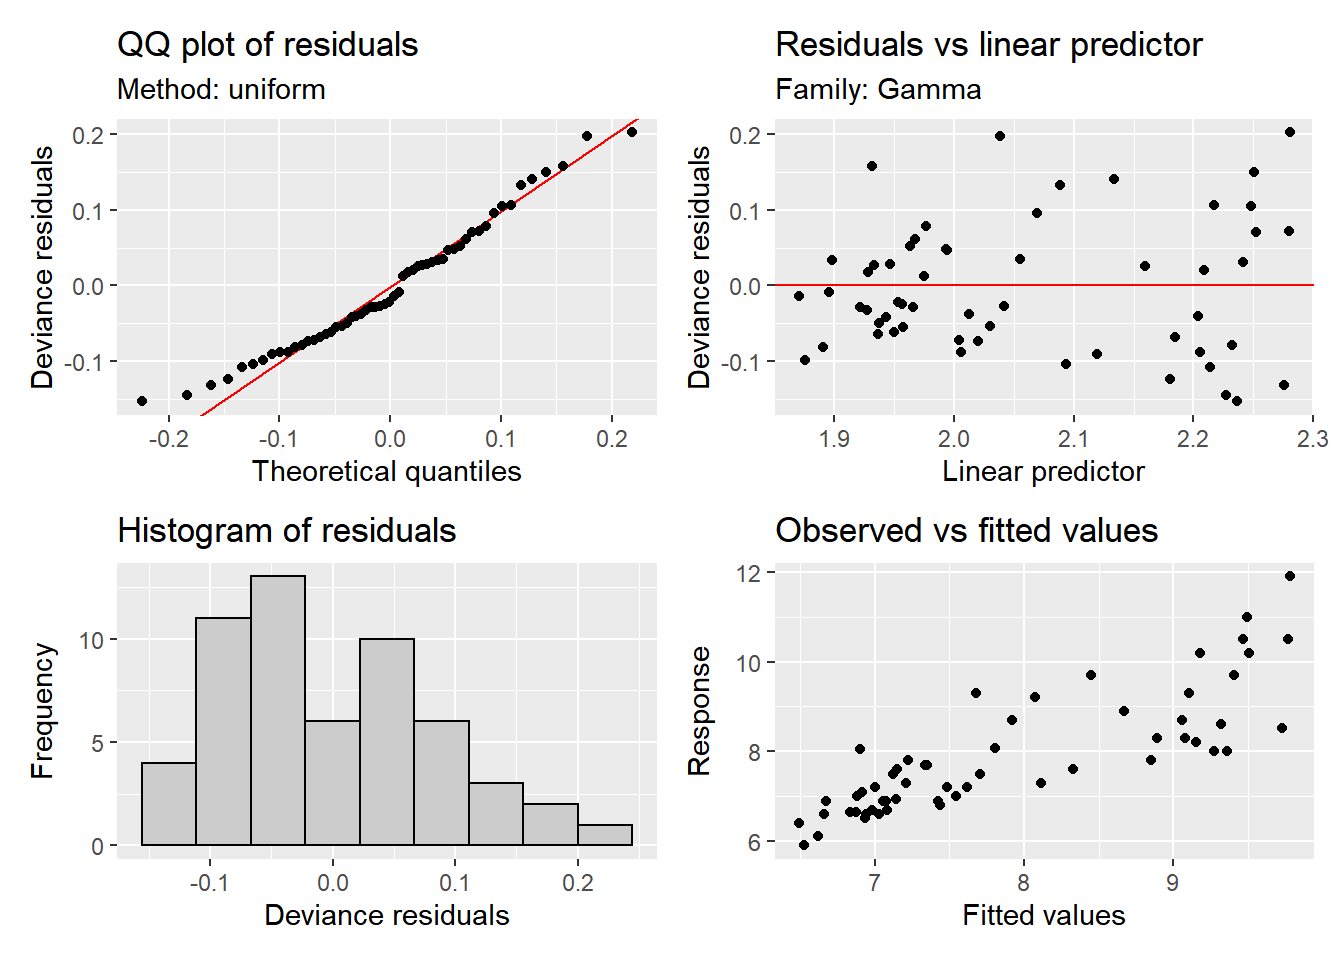 QQ plot of residuals
Method: uniform
Deviance residuals
0.2
0.1
0.0
-0.1
-0.2
-0.1
0.0
0.1
0.2
Theoretical quantiles
Residuals vs linear predictor
Family: Gamma
Deviance residuals
0.2
0.1
0.0
-0.1
1.9
2.0
2.1
2.2
2.3
Linear predictor
Histogram of residuals
Frequency
10
5
0
-0.1
0.0
0.1
0.2
Deviance residuals
Observed vs fitted values
Response
12
10
8
6
7
8
9
Fitted values